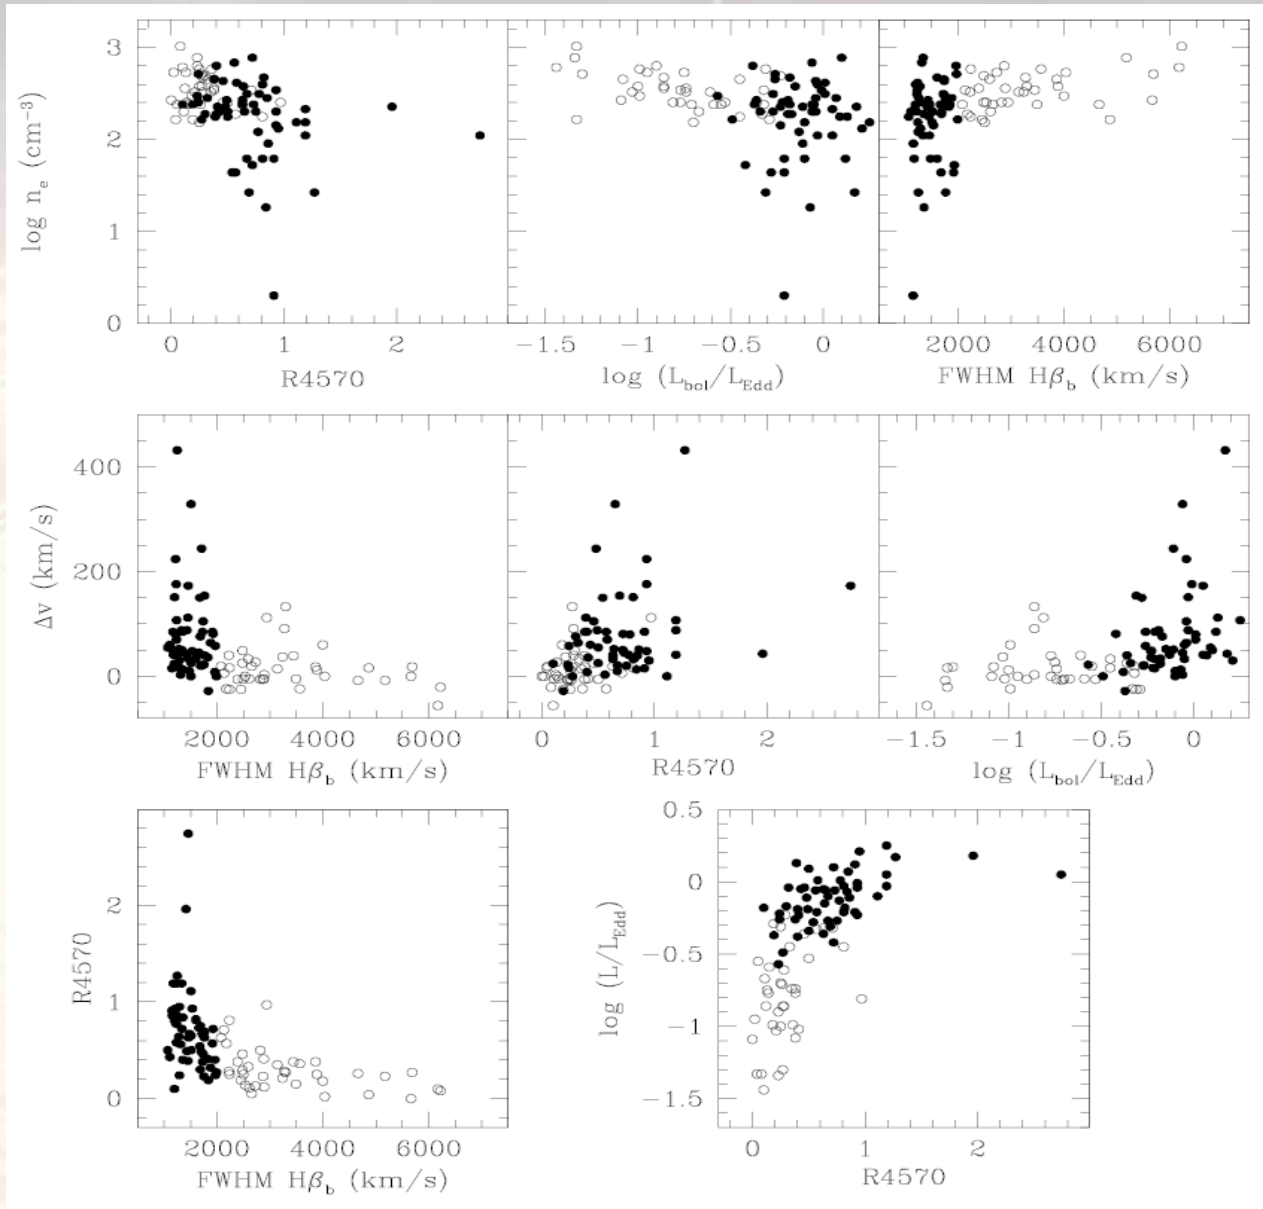 3
2
1
0
log nₑ (cm⁻³)
0 1 2
R4570
−1.5 −1 −0.5 0
log (L_bol/L_Edd)
2000 4000 6000
FWHM Hβ_b (km/s)
400
200
0
Δv (km/s)
2000 4000 6000
FWHM Hβ_b (km/s)
0 1 2
R4570
−1.5 −1 −0.5 0
log (L_bol/L_Edd)
2
1
0
R4570
2000 4000 6000
FWHM Hβ_b (km/s)
0.5
0
−0.5
−1
−1.5
log (L/L_Edd)
0 1 2
R4570